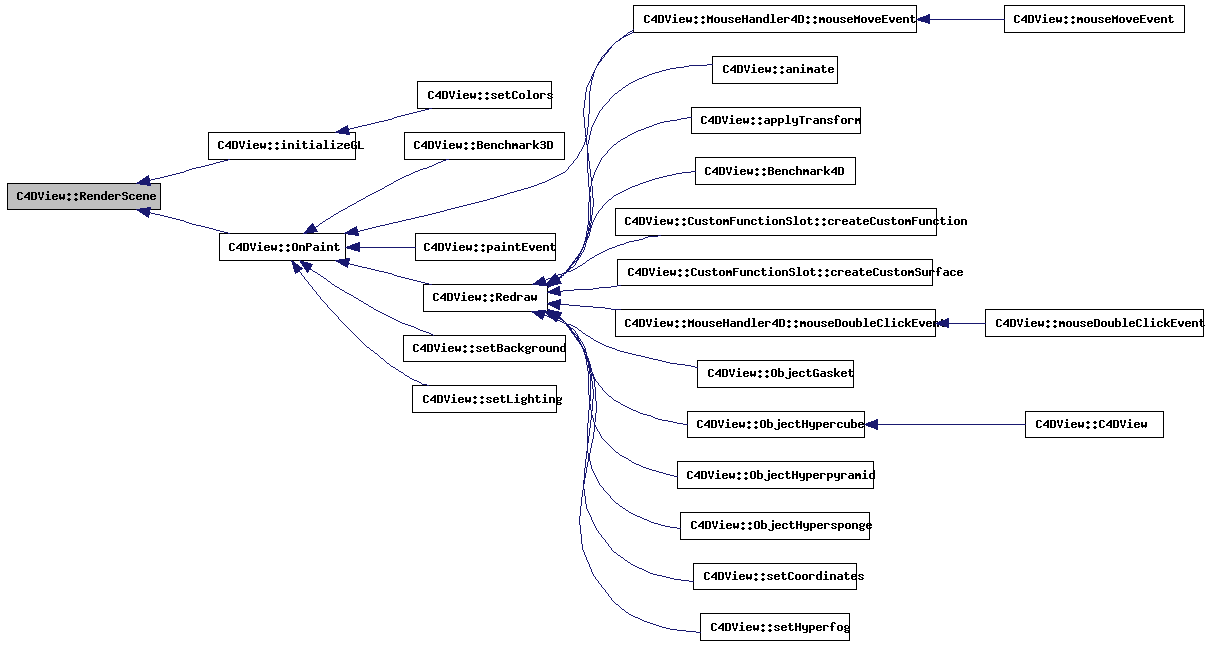 C4DView::MouseHandler4D::mouseMoveEvent
C4DView::mouseMoveEvent
C4DView::animate
C4DView::setColors
C4DView::applyTransform
C4DView::initializeGL
C4DView::Benchmark3D
C4DView::Benchmark4D
C4DView::RenderScene
C4DView::CustomFunctionSlot::createCustomFunction
C4DView::OnPaint
C4DView::paintEvent
C4DView::CustomFunctionSlot::createCustomSurface
C4DView::Redraw
C4DView::MouseHandler4D::mouseDoubleClickEvent
C4DView::mouseDoubleClickEvent
C4DView::setBackground
C4DView::ObjectGasket
C4DView::setLighting
C4DView::ObjectHypercube
C4DView::C4DView
C4DView::ObjectHyperpyramid
C4DView::ObjectHypersponge
C4DView::setCoordinates
C4DView::setHyperfog